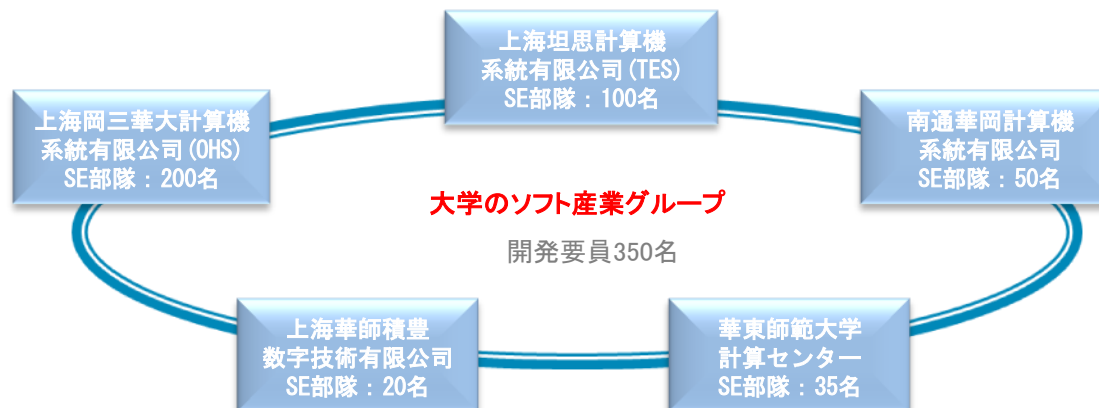 上海坦思計算機
系統有限公司(TES)
SE部隊：100名
上海岡三華大計算機
系統有限公司(OHS)
SE部隊：200名
南通華岡計算機
系統有限公司
SE部隊：50名
大学のソフト産業グループ
開発要員350名
上海華師積豊
数字技術有限公司
SE部隊：20名
華東師範大学
計算センター
SE部隊：35名